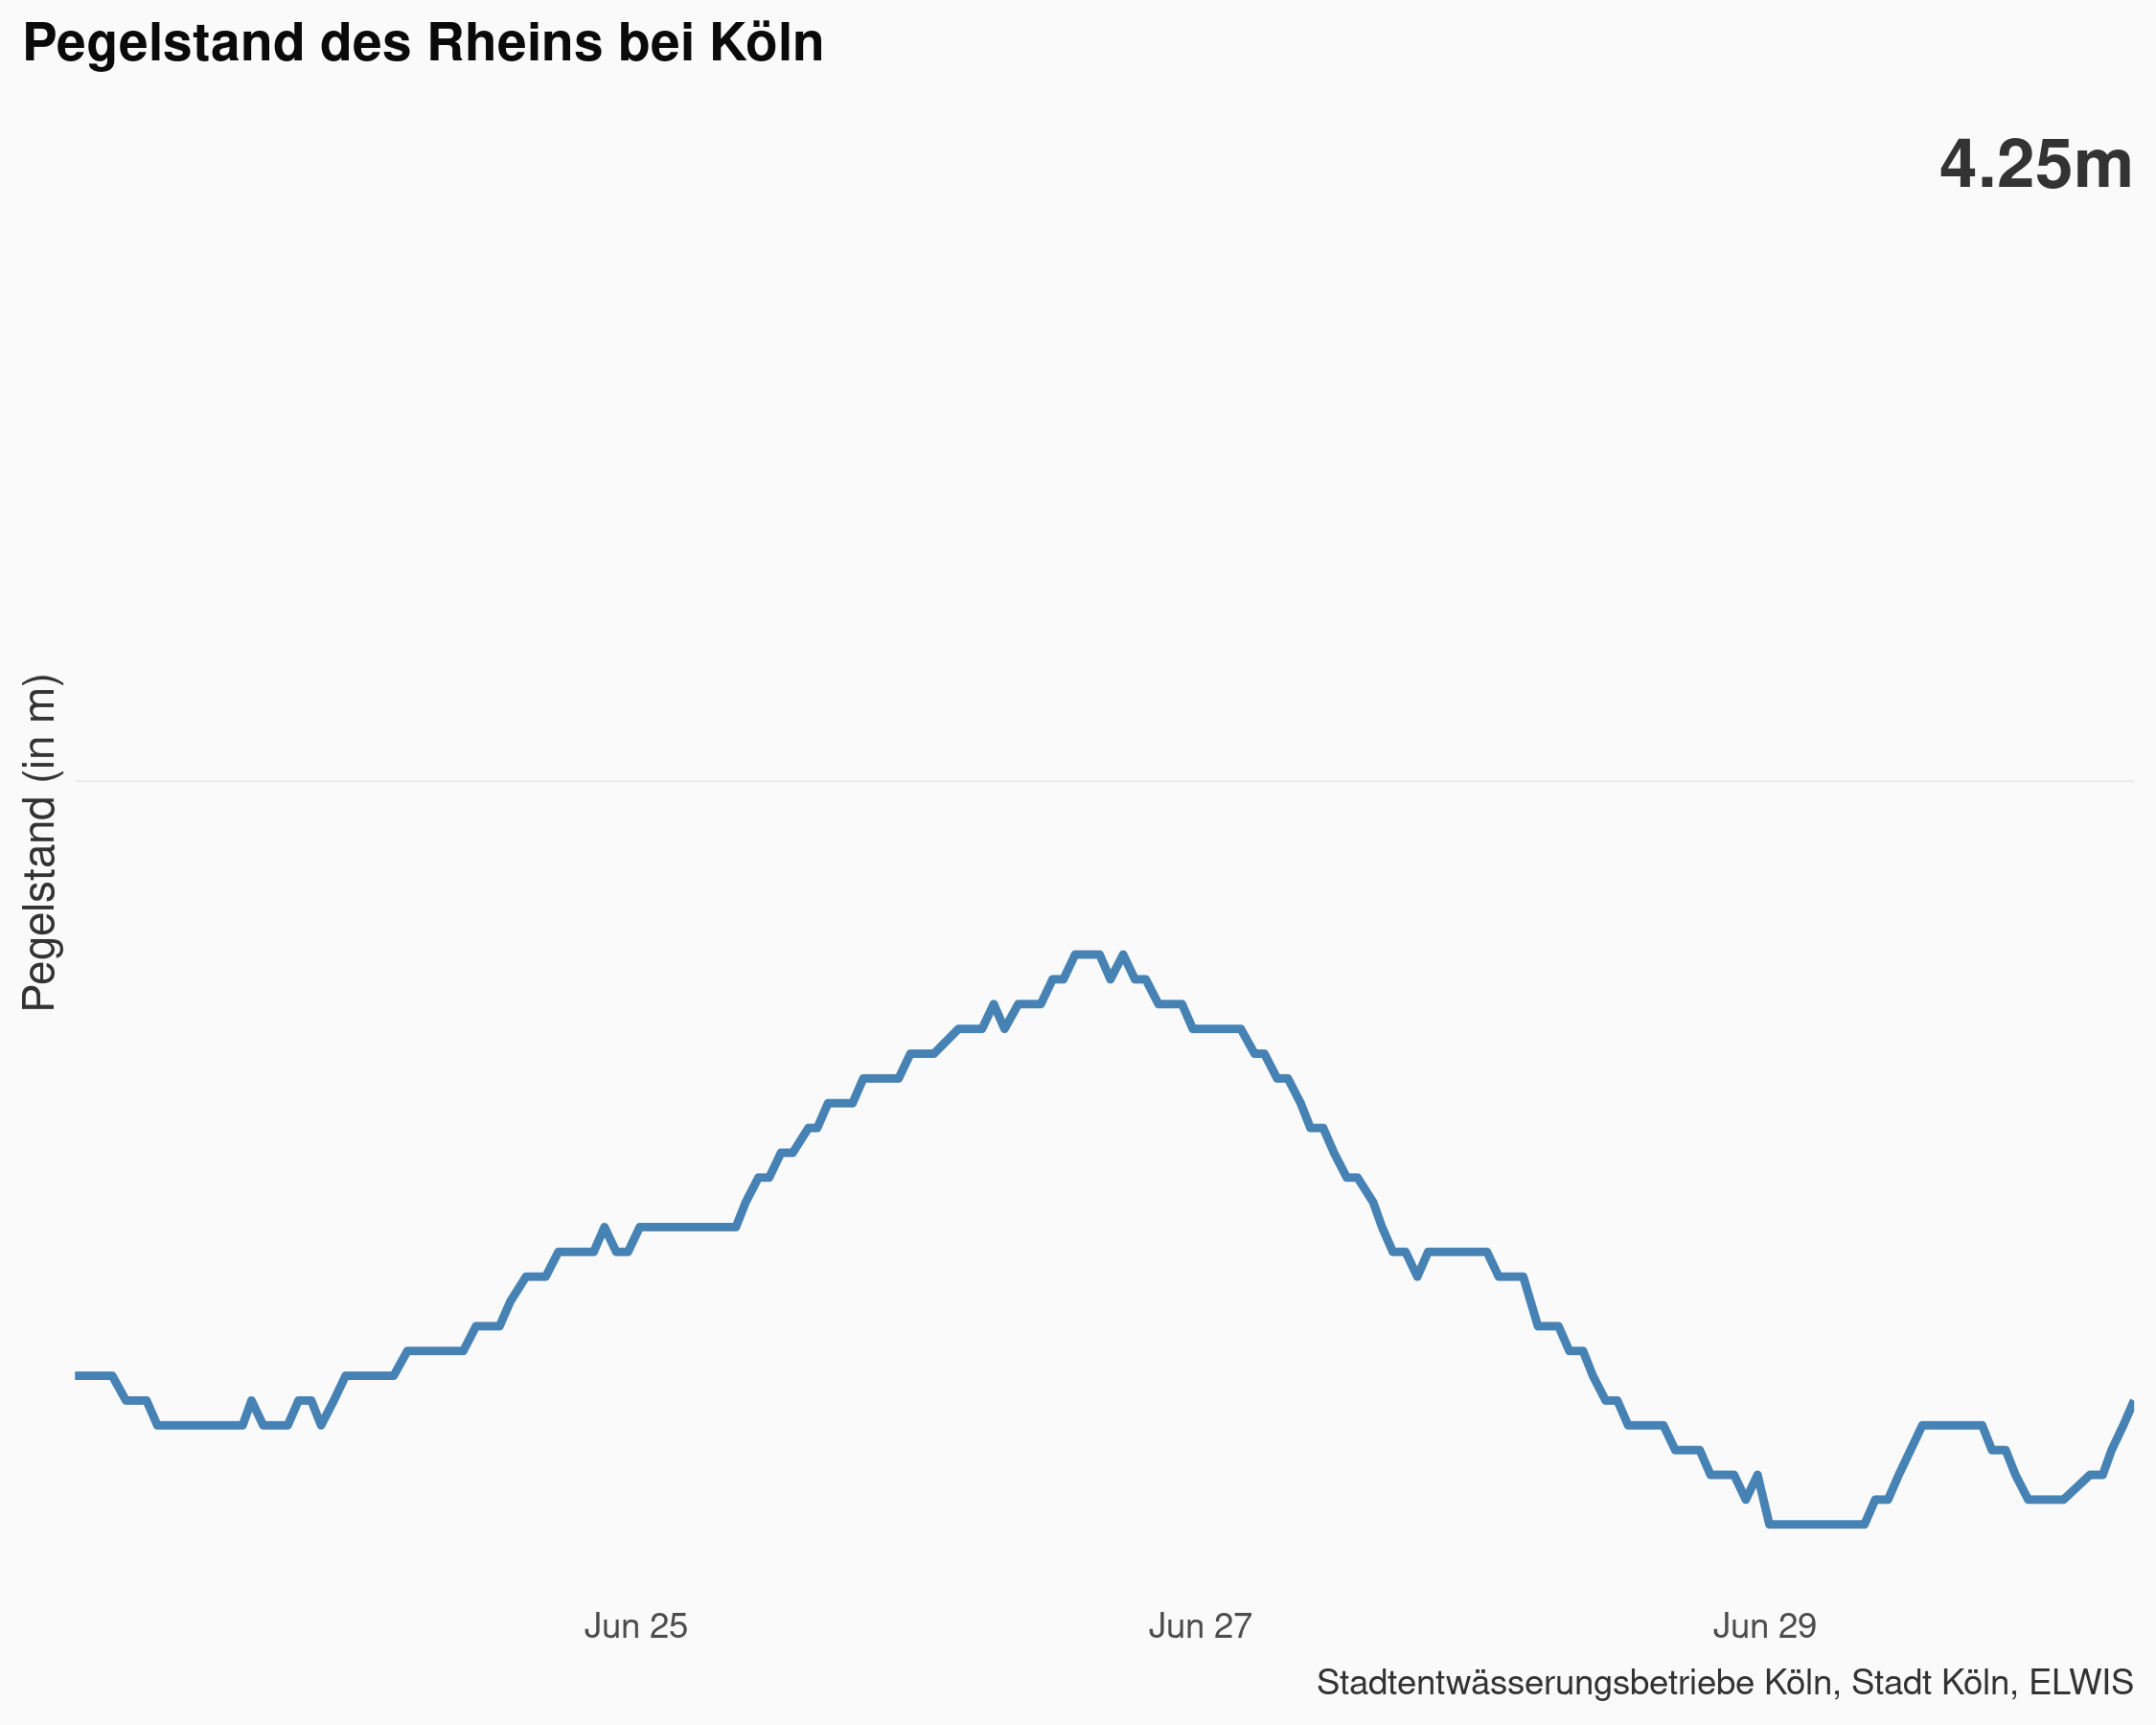 Pegelstand des Rheins bei Köln
4.25m
Pegelstand (in m)
Jun 25
Jun 27
Jun 29
Stadtentwässerungsbetriebe Köln, Stadt Köln, ELWIS